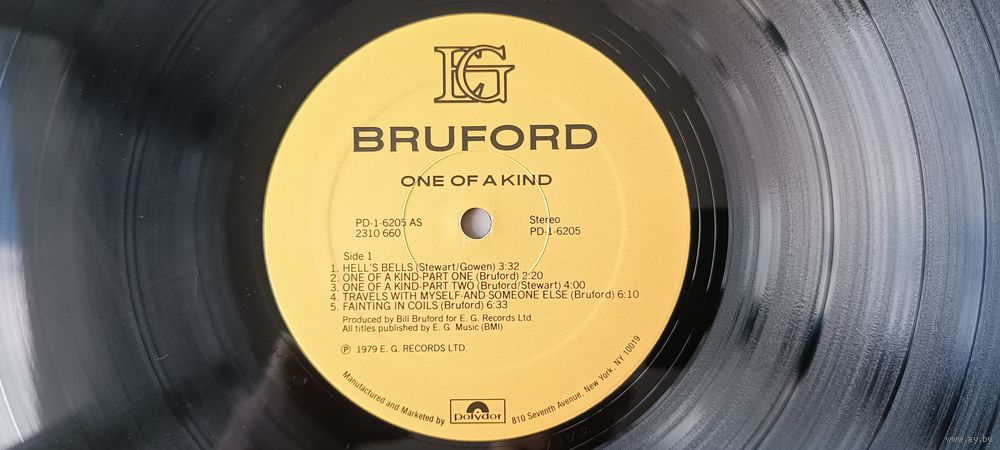 EG
BRUFORD
ONE OF A KIND
PD-1-6205 AS
2310 660
Stereo
PD-1-6205
Side 1
1. HELL'S BELLS (Stewart/Gowen) 3:32
2. ONE OF A KIND-PART ONE (Bruford) 2:20
3. ONE OF A KIND-PART TWO (Bruford/Stewart) 4:00
4. TRAVELS WITH MYSELF-AND SOMEONE ELSE (Bruford) 6:10
5. FAINTING IN COILS (Bruford) 6:33
Produced by Bill Bruford for E. G. Records Ltd.
All titles published by E. G. Music (BMI)
℗ 1979 E. G. RECORDS LTD.
Manufactured and Marketed by polydor 810 Seventh Avenue, New York, NY 10019
www.ay.by